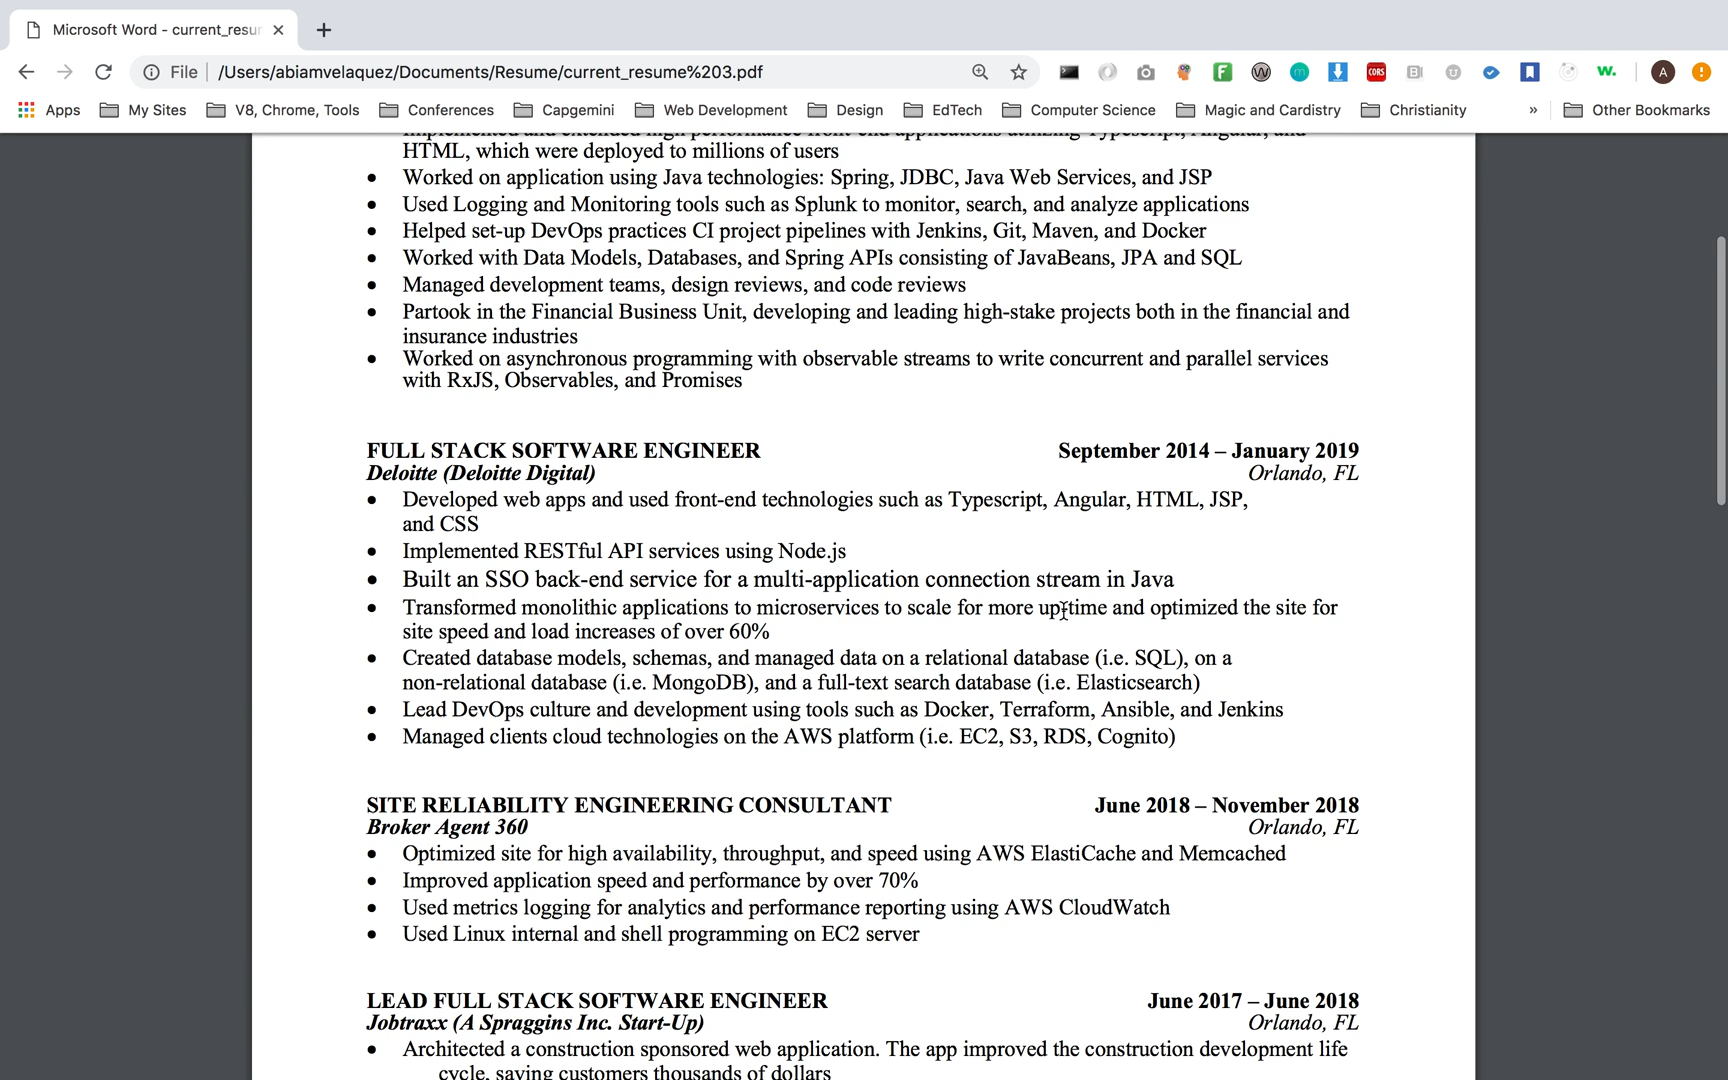 Microsoft Word - current_resu
File
/Users/abiamvelaquez/Documents/Resume/current_resume%203.pdf
CORS
A
Apps
My Sites
V8, Chrome, Tools
Conferences
Capgemini
Web Development
Design
EdTech
Computer Science
Magic and Cardistry
Christianity
»
Other Bookmarks
Implemented and extended high performance front-end applications utilizing Typescript, Angular, and
HTML, which were deployed to millions of users
• Worked on application using Java technologies: Spring, JDBC, Java Web Services, and JSP
• Used Logging and Monitoring tools such as Splunk to monitor, search, and analyze applications
• Helped set-up DevOps practices CI project pipelines with Jenkins, Git, Maven, and Docker
• Worked with Data Models, Databases, and Spring APIs consisting of JavaBeans, JPA and SQL
• Managed development teams, design reviews, and code reviews
• Partook in the Financial Business Unit, developing and leading high-stake projects both in the financial and
insurance industries
• Worked on asynchronous programming with observable streams to write concurrent and parallel services
with RxJS, Observables, and Promises
FULL STACK SOFTWARE ENGINEER September 2014 – January 2019
Deloitte (Deloitte Digital) Orlando, FL
• Developed web apps and used front-end technologies such as Typescript, Angular, HTML, JSP,
and CSS
• Implemented RESTful API services using Node.js
• Built an SSO back-end service for a multi-application connection stream in Java
• Transformed monolithic applications to microservices to scale for more up-time and optimized the site for
site speed and load increases of over 60%
• Created database models, schemas, and managed data on a relational database (i.e. SQL), on a
non-relational database (i.e. MongoDB), and a full-text search database (i.e. Elasticsearch)
• Lead DevOps culture and development using tools such as Docker, Terraform, Ansible, and Jenkins
• Managed clients cloud technologies on the AWS platform (i.e. EC2, S3, RDS, Cognito)
SITE RELIABILITY ENGINEERING CONSULTANT June 2018 – November 2018
Broker Agent 360 Orlando, FL
• Optimized site for high availability, throughput, and speed using AWS ElastiCache and Memcached
• Improved application speed and performance by over 70%
• Used metrics logging for analytics and performance reporting using AWS CloudWatch
• Used Linux internal and shell programming on EC2 server
LEAD FULL STACK SOFTWARE ENGINEER June 2017 – June 2018
Jobtraxx (A Spraggins Inc. Start-Up) Orlando, FL
• Architected a construction sponsored web application. The app improved the construction development life
cycle, saving customers thousands of dollars